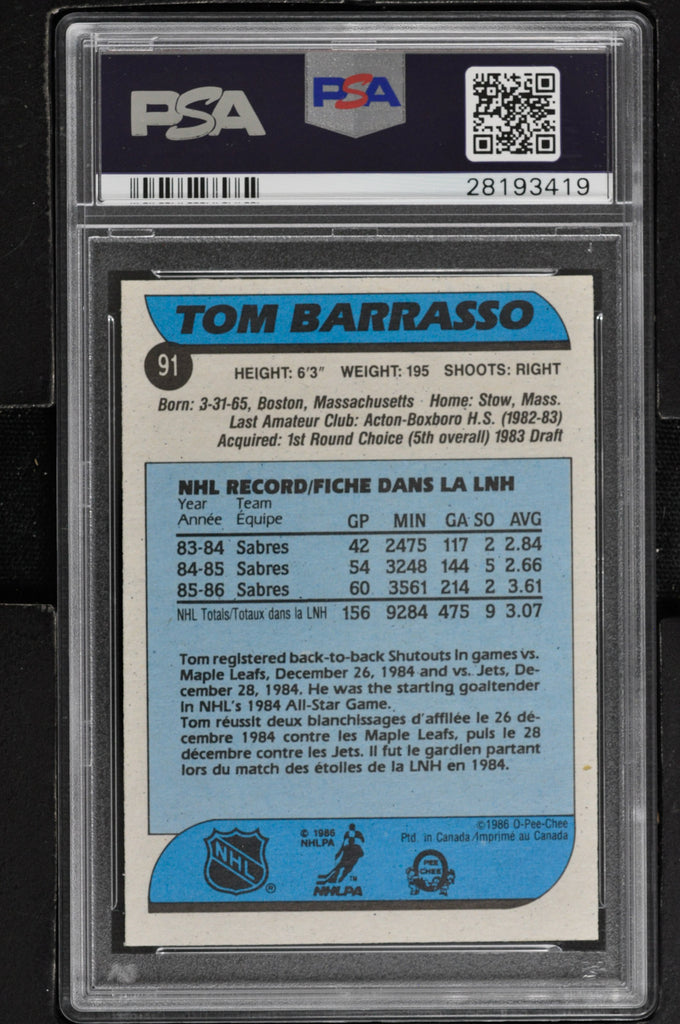 PSA
PSA
28193419
TOM BARRASSO
91
HEIGHT: 6'3" WEIGHT: 195 SHOOTS: RIGHT
Born: 3-31-65, Boston, Massachusetts Home: Stow, Mass.
Last Amateur Club: Acton-Boxboro H.S. (1982-83)
Acquired: 1st Round Choice (5th overall) 1983 Draft
NHL RECORD/FICHE DANS LA LNH
Year Team
Année Équipe GP MIN GA SO AVG
83-84 Sabres 42 2475 117 2 2.84
84-85 Sabres 54 3248 144 5 2.66
85-86 Sabres 60 3561 214 2 3.61
NHL Totals/Totaux dans la LNH 156 9284 475 9 3.07
Tom registered back-to-back Shutouts in games vs.
Maple Leafs, December 26, 1984 and vs. Jets, De-
cember 28, 1984. He was the starting goaltender
in NHL's 1984 All-Star Game.
Tom réussit deux blanchissages d'affilée le 26 dé-
cembre 1984 contre les Maple Leafs, puis le 28
décembre contre les Jets. Il fut le gardien partant
lors du match des étoiles de la LNH en 1984.
©1986 O-Pee-Chee
Ptd. in Canada/Imprimé au Canada
© 1986
NHLPA
NHL
®
NHLPA
TM
O
PEE
CHEE